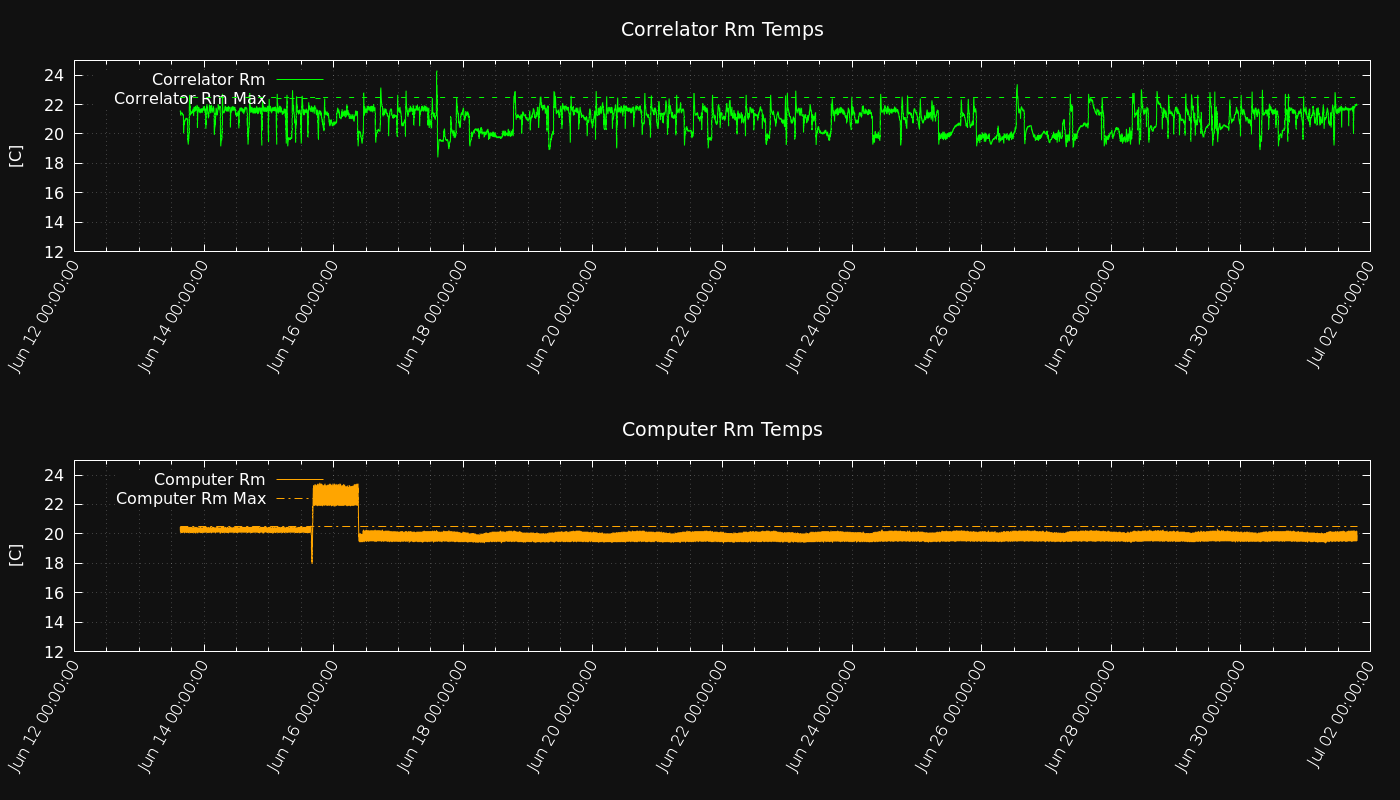 Correlator Rm Temps
Correlator Rm
Correlator Rm Max
24
22
20
18
16
14
12
[C]
Jun 12 00:00:00
Jun 14 00:00:00
Jun 16 00:00:00
Jun 18 00:00:00
Jun 20 00:00:00
Jun 22 00:00:00
Jun 24 00:00:00
Jun 26 00:00:00
Jun 28 00:00:00
Jun 30 00:00:00
Jul 02 00:00:00
Computer Rm Temps
Computer Rm
Computer Rm Max
24
22
20
18
16
14
12
[C]
Jun 12 00:00:00
Jun 14 00:00:00
Jun 16 00:00:00
Jun 18 00:00:00
Jun 20 00:00:00
Jun 22 00:00:00
Jun 24 00:00:00
Jun 26 00:00:00
Jun 28 00:00:00
Jun 30 00:00:00
Jul 02 00:00:00